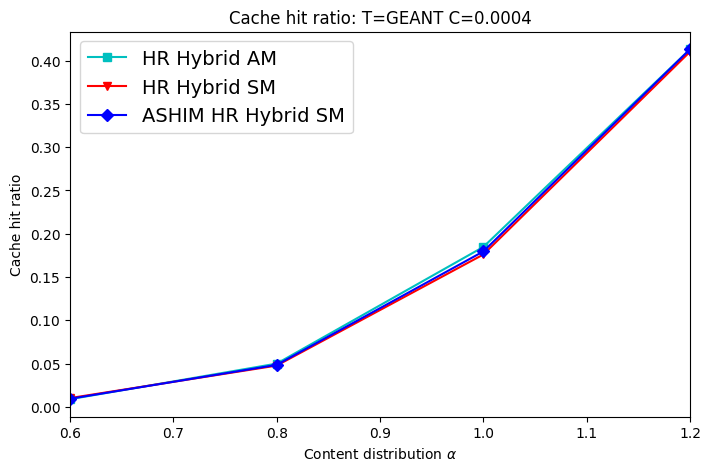 Cache hit ratio: T=GEANT C=0.0004
HR Hybrid AM
HR Hybrid SM
ASHIM HR Hybrid SM
Cache hit ratio
0.40
0.35
0.30
0.25
0.20
0.15
0.10
0.05
0.00
0.6 0.7 0.8 0.9 1.0 1.1 1.2
Content distribution α